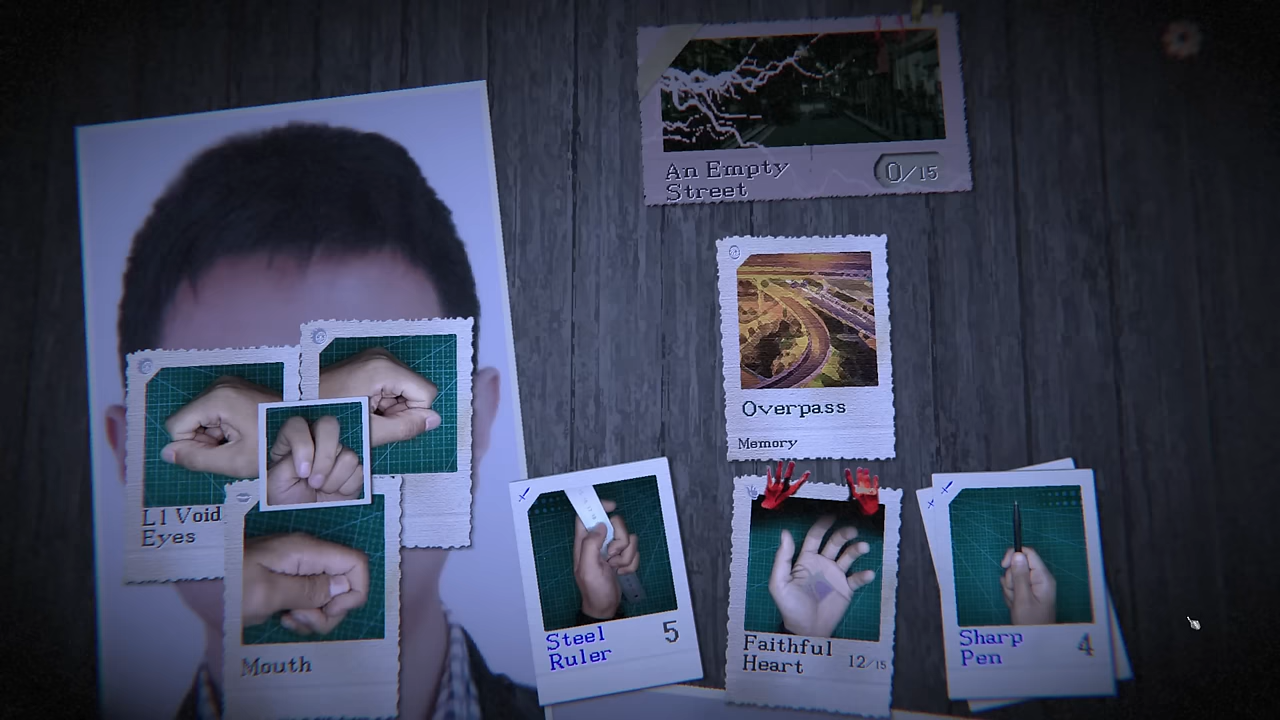 An Empty
Street
0/15
Overpass
Memory
L1 Void
Eyes
Mouth
Steel
Ruler
5
Faithful
Heart
12/15
Sharp
Pen
4